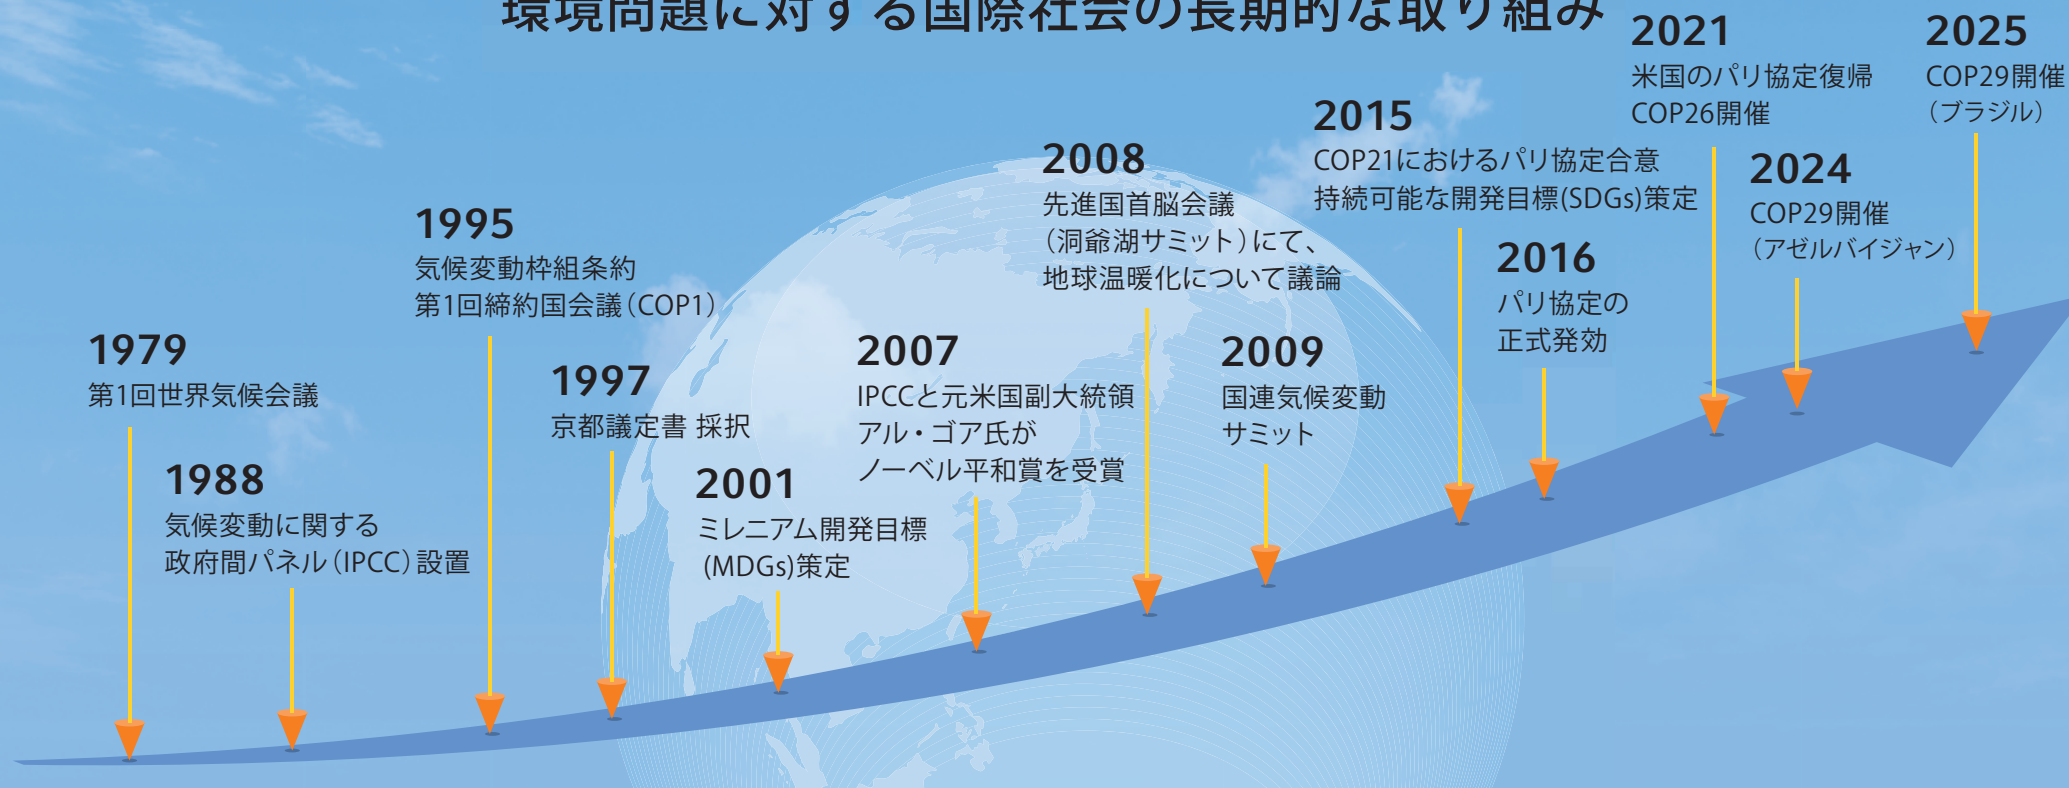 環境問題に対する国際社会の長期的な取り組み
1979
第1回世界気候会議
1988
気候変動に関する
政府間パネル（IPCC）設置
1995
気候変動枠組条約
第1回締約国会議（COP1）
1997
京都議定書 採択
2001
ミレニアム開発目標
(MDGs)策定
2007
IPCCと元米国副大統領
アル・ゴア氏が
ノーベル平和賞を受賞
2008
先進国首脳会議
（洞爺湖サミット）にて、
地球温暖化について議論
2009
国連気候変動
サミット
2015
COP21におけるパリ協定合意
持続可能な開発目標(SDGs)策定
2016
パリ協定の
正式発効
2021
米国のパリ協定復帰
COP26開催
2024
COP29開催
（アゼルバイジャン）
2025
COP29開催
（ブラジル）